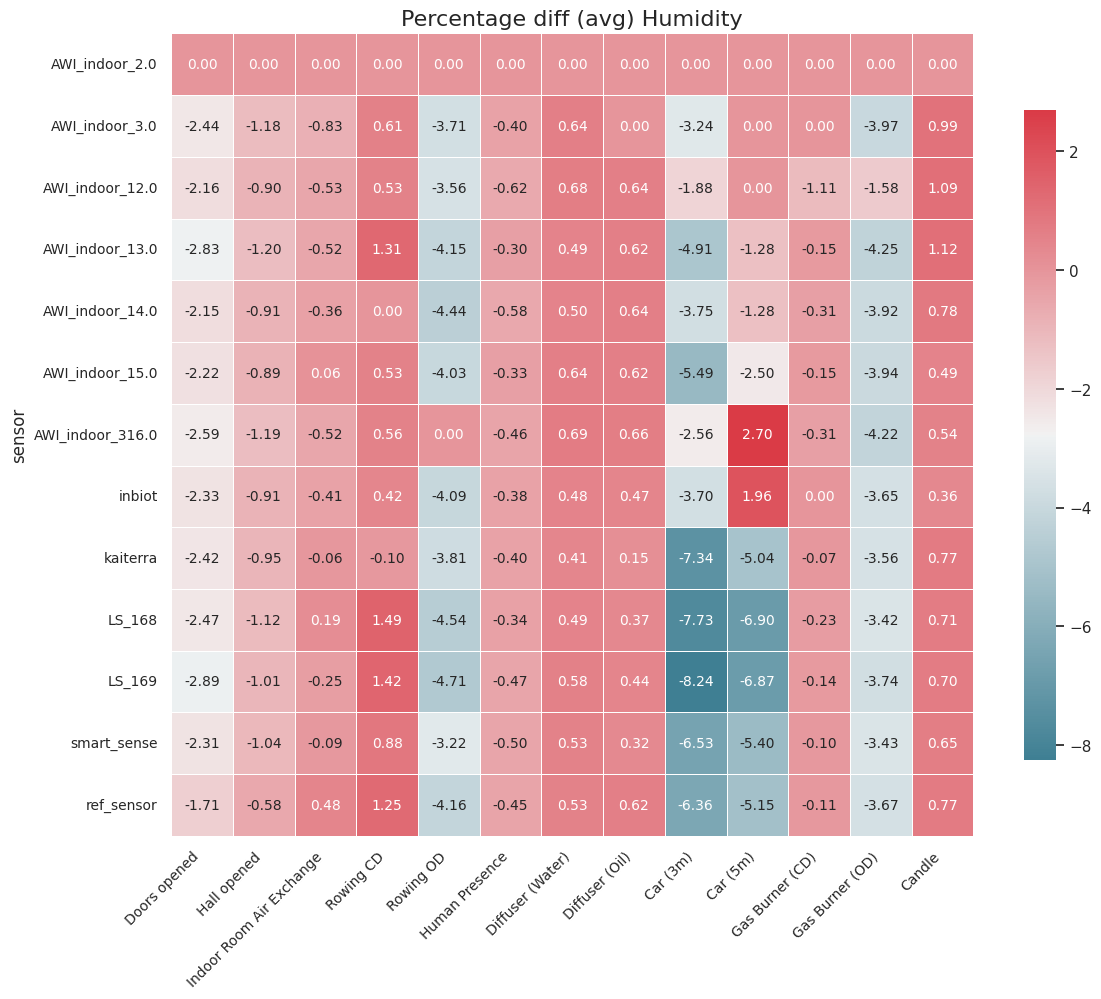 Percentage diff (avg) Humidity
AWI_indoor_2.0 0.00 0.00 0.00 0.00 0.00 0.00 0.00 0.00 0.00 0.00 0.00 0.00 0.00
AWI_indoor_3.0 -2.44 -1.18 -0.83 0.61 -3.71 -0.40 0.64 0.00 -3.24 0.00 0.00 -3.97 0.99
AWI_indoor_12.0 -2.16 -0.90 -0.53 0.53 -3.56 -0.62 0.68 0.64 -1.88 0.00 -1.11 -1.58 1.09
AWI_indoor_13.0 -2.83 -1.20 -0.52 1.31 -4.15 -0.30 0.49 0.62 -4.91 -1.28 -0.15 -4.25 1.12
AWI_indoor_14.0 -2.15 -0.91 -0.36 0.00 -4.44 -0.58 0.50 0.64 -3.75 -1.28 -0.31 -3.92 0.78
AWI_indoor_15.0 -2.22 -0.89 0.06 0.53 -4.03 -0.33 0.64 0.62 -5.49 -2.50 -0.15 -3.94 0.49
AWI_indoor_316.0 -2.59 -1.19 -0.52 0.56 0.00 -0.46 0.69 0.66 -2.56 2.70 -0.31 -4.22 0.54
inbiot -2.33 -0.91 -0.41 0.42 -4.09 -0.38 0.48 0.47 -3.70 1.96 0.00 -3.65 0.36
kaiterra -2.42 -0.95 -0.06 -0.10 -3.81 -0.40 0.41 0.15 -7.34 -5.04 -0.07 -3.56 0.77
LS_168 -2.47 -1.12 0.19 1.49 -4.54 -0.34 0.49 0.37 -7.73 -6.90 -0.23 -3.42 0.71
LS_169 -2.89 -1.01 -0.25 1.42 -4.71 -0.47 0.58 0.44 -8.24 -6.87 -0.14 -3.74 0.70
smart_sense -2.31 -1.04 -0.09 0.88 -3.22 -0.50 0.53 0.32 -6.53 -5.40 -0.10 -3.43 0.65
ref_sensor -1.71 -0.58 0.48 1.25 -4.16 -0.45 0.53 0.62 -6.36 -5.15 -0.11 -3.67 0.77
sensor
Doors opened
Hall opened
Indoor Room Air Exchange
Rowing CD
Rowing OD
Human Presence
Diffuser (Water)
Diffuser (Oil)
Car (3m)
Car (5m)
Gas Burner (CD)
Gas Burner (OD)
Candle
2
0
−2
−4
−6
−8